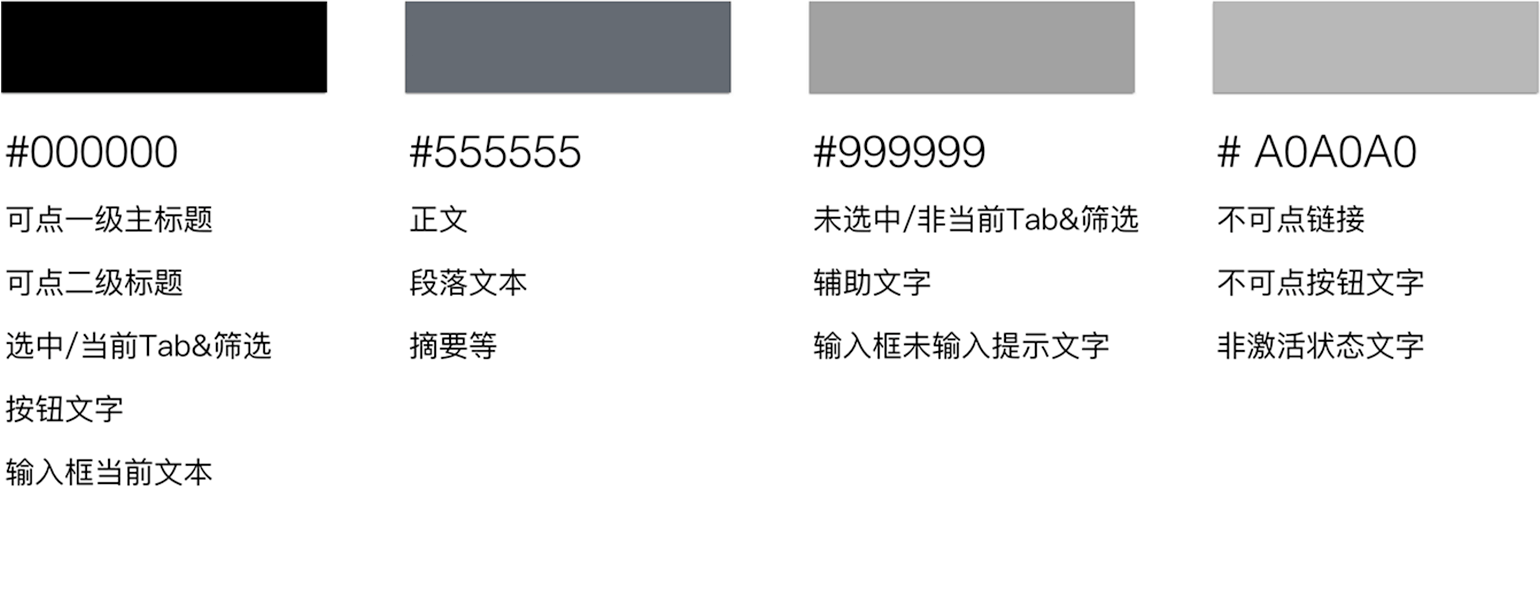 #000000
可点一级主标题
可点二级标题
选中/当前Tab&筛选
按钮文字
输入框当前文本
#555555
正文
段落文本
摘要等
#999999
未选中/非当前Tab&筛选
辅助文字
输入框未输入提示文字
# A0A0A0
不可点链接
不可点按钮文字
非激活状态文字